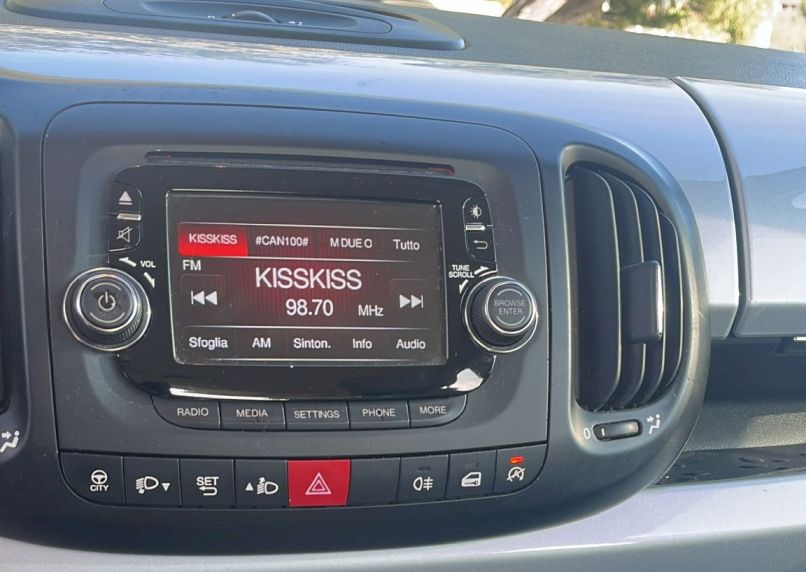 KISSKISS #CAN100# M DUE O Tutto
FM
KISSKISS
98.70 MHz
Sfoglia AM Sinton. Info Audio
VOL
TUNE
SCROLL
BROWSE
ENTER
RADIO MEDIA SETTINGS PHONE MORE
CITY
SET
0